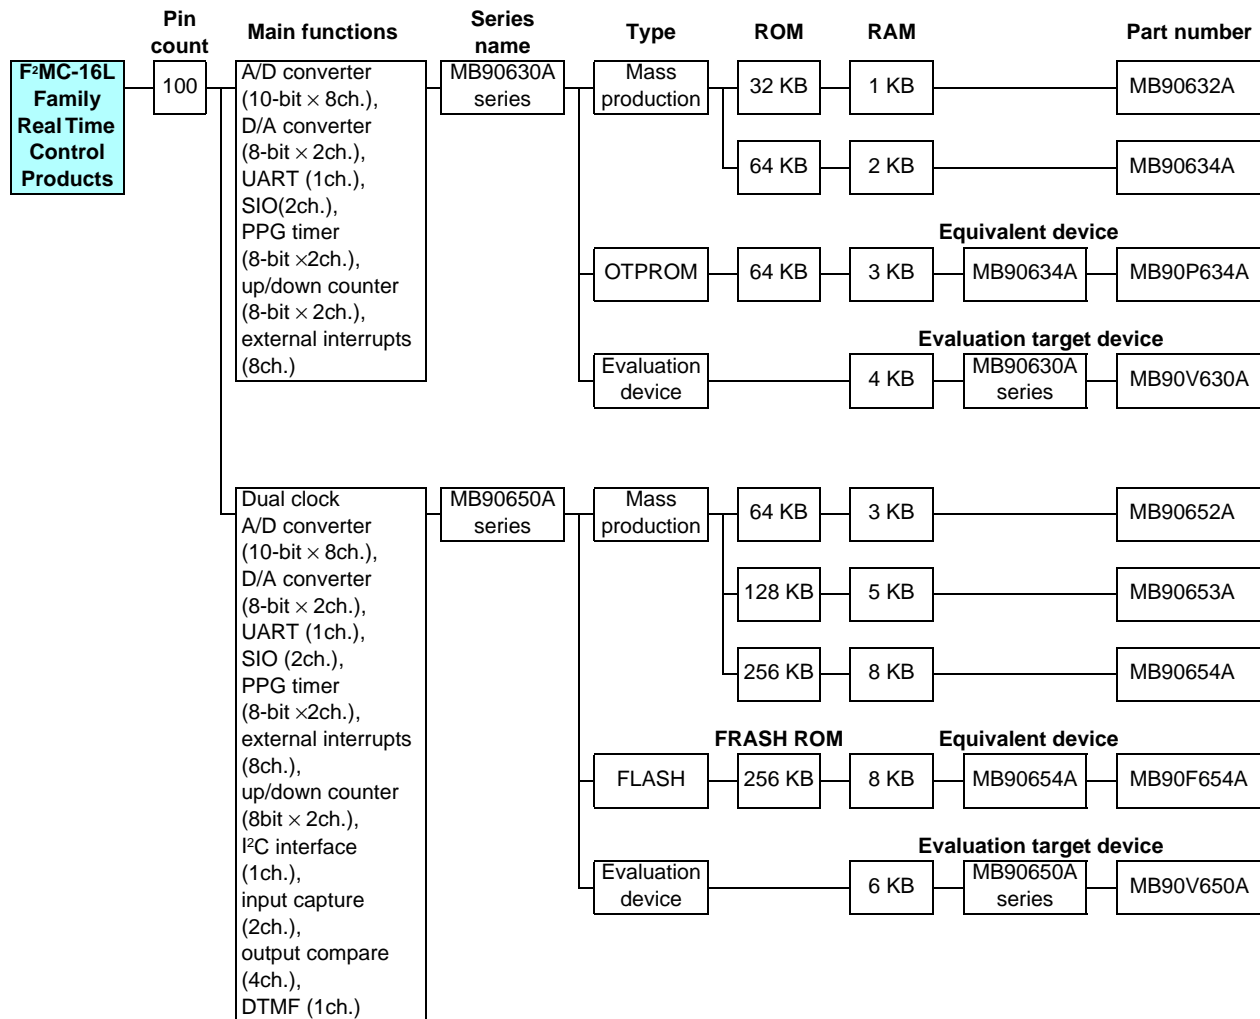 Pin count
Main functions
Series name
Type
ROM
RAM
Part number
F²MC-16L
Family
Real Time
Control
Products
100
A/D converter
(10-bit × 8ch.),
D/A converter
(8-bit × 2ch.),
UART (1ch.),
SIO(2ch.),
PPG timer
(8-bit ×2ch.),
up/down counter
(8-bit × 2ch.),
external interrupts
(8ch.)
MB90630A
series
Mass
production
32 KB
1 KB
MB90632A
64 KB
2 KB
MB90634A
Equivalent device
OTPROM
64 KB
3 KB
MB90634A
MB90P634A
Evaluation target device
Evaluation
device
4 KB
MB90630A
series
MB90V630A
Dual clock
A/D converter
(10-bit × 8ch.),
D/A converter
(8-bit × 2ch.),
UART (1ch.),
SIO (2ch.),
PPG timer
(8-bit ×2ch.),
external interrupts
(8ch.),
up/down counter
(8bit × 2ch.),
I²C interface
(1ch.),
input capture
(2ch.),
output compare
(4ch.),
DTMF (1ch.)
MB90650A
series
Mass
production
64 KB
3 KB
MB90652A
128 KB
5 KB
MB90653A
256 KB
8 KB
MB90654A
FRASH ROM
Equivalent device
FLASH
256 KB
8 KB
MB90654A
MB90F654A
Evaluation target device
Evaluation
device
6 KB
MB90650A
series
MB90V650A